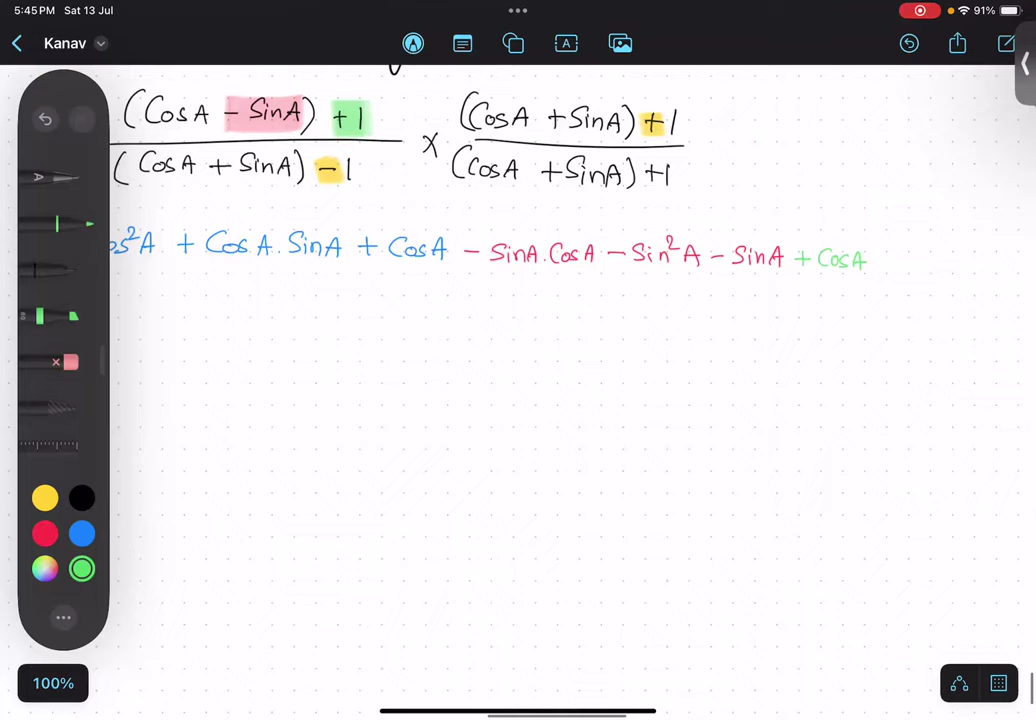 5:45 PM Sat 13 Jul 91%
Kanav
(CosA - SinA) +1 (CosA + SinA) +1
×
(CosA + SinA) -1 (CosA + SinA) +1
os²A + CosA.SinA + CosA - SinA.CosA - Sin²A - SinA + CosA
100%